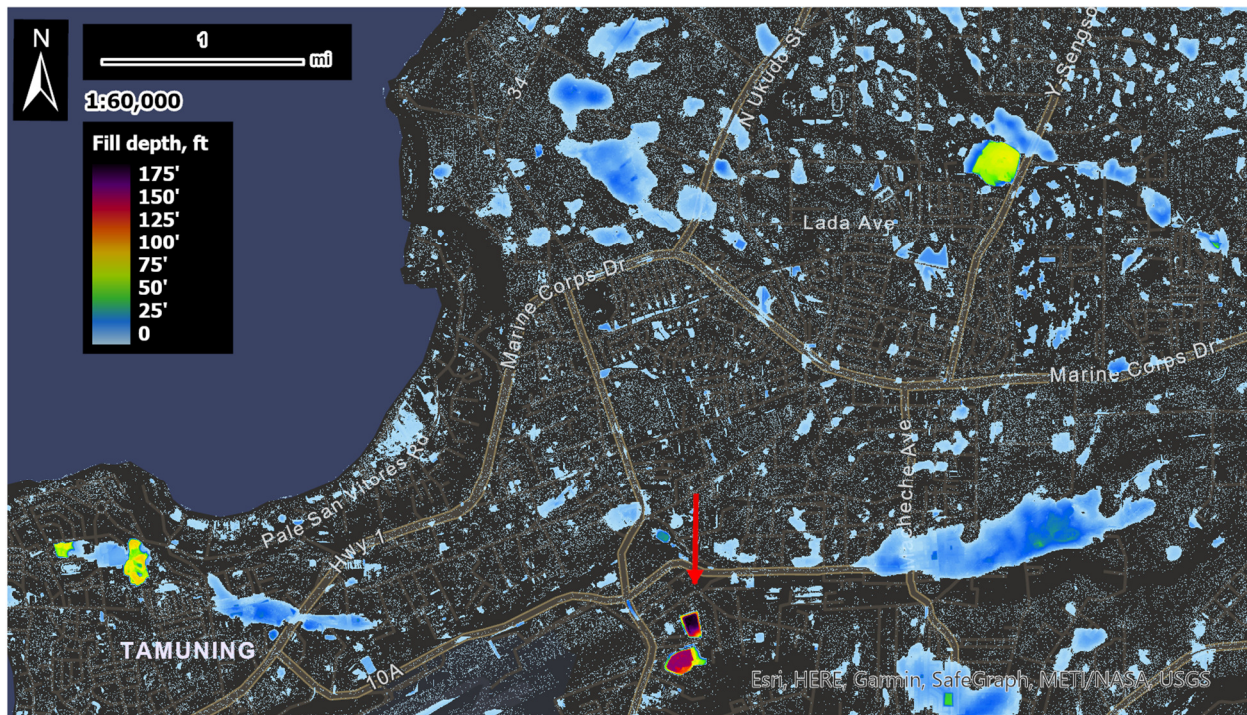 N
1
mi
1:60,000
Fill depth, ft
175'
150'
125'
100'
75'
50'
25'
0
34
N Ukudo St
Y Sengso
Lada Ave
Marine Corps Dr
Marine Corps Dr
Pale San Vitores Rd
Hwy 1
cheche Ave
TAMUNING
10A
Esri, HERE, Garmin, SafeGraph, METI/NASA, USGS